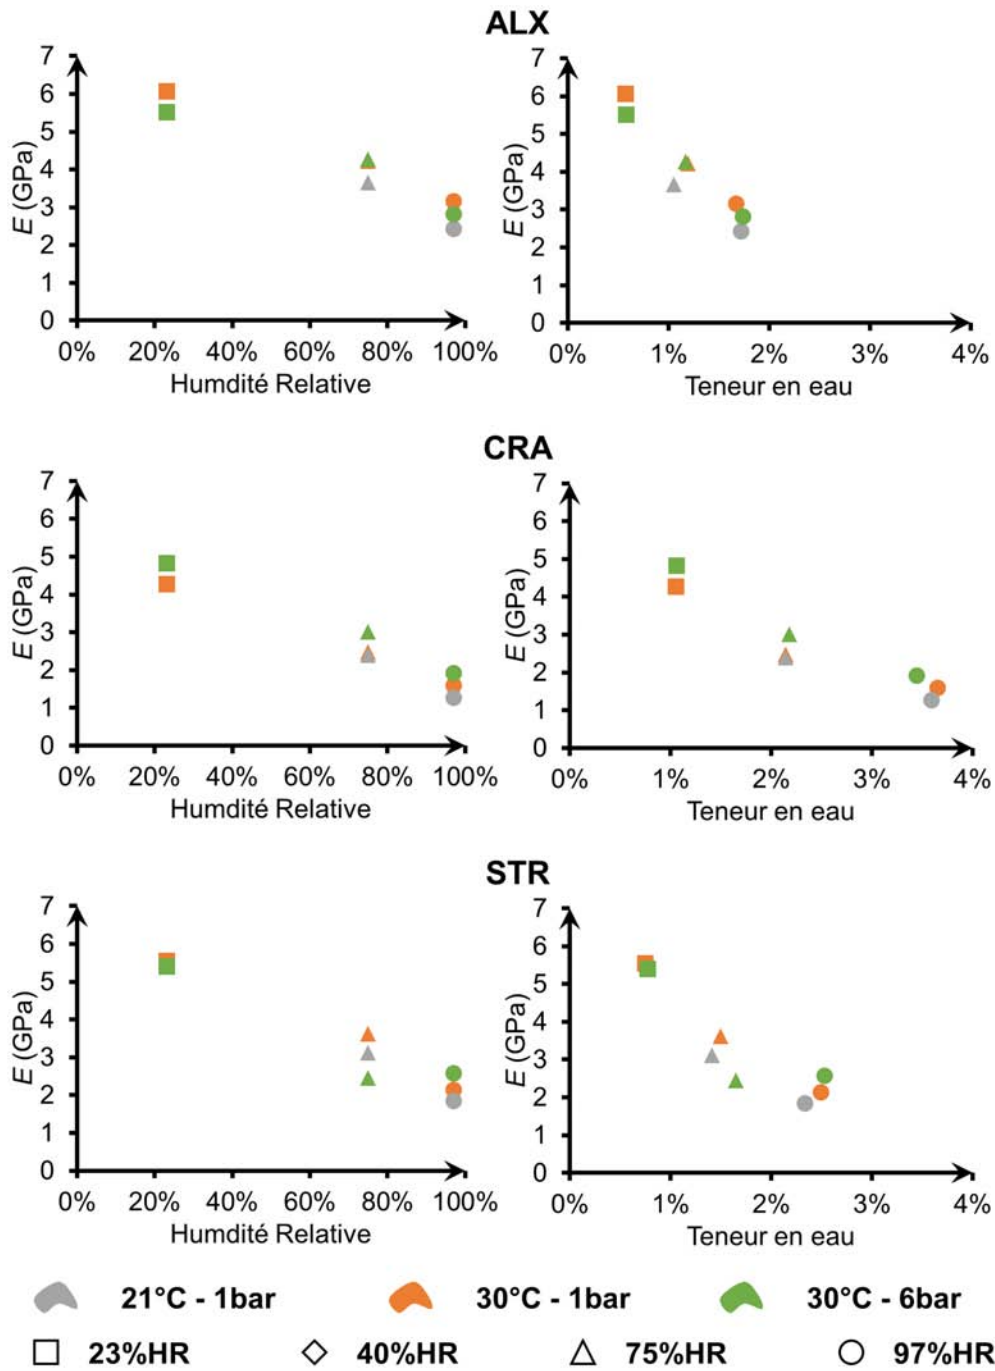 ALX
7
6
5
4
3
2
1
0
E (GPa)
0% 20% 40% 60% 80% 100%
Humdité Relative
7
6
5
4
3
2
1
0
E (GPa)
0% 1% 2% 3% 4%
Teneur en eau
CRA
7
6
5
4
3
2
1
0
E (GPa)
0% 20% 40% 60% 80% 100%
Humdité Relative
7
6
5
4
3
2
1
0
E (GPa)
0% 1% 2% 3% 4%
Teneur en eau
STR
7
6
5
4
3
2
1
0
E (GPa)
0% 20% 40% 60% 80% 100%
Humdité Relative
7
6
5
4
3
2
1
0
E (GPa)
0% 1% 2% 3% 4%
Teneur en eau
21°C - 1bar 30°C - 1bar 30°C - 6bar
23%HR 40%HR 75%HR 97%HR